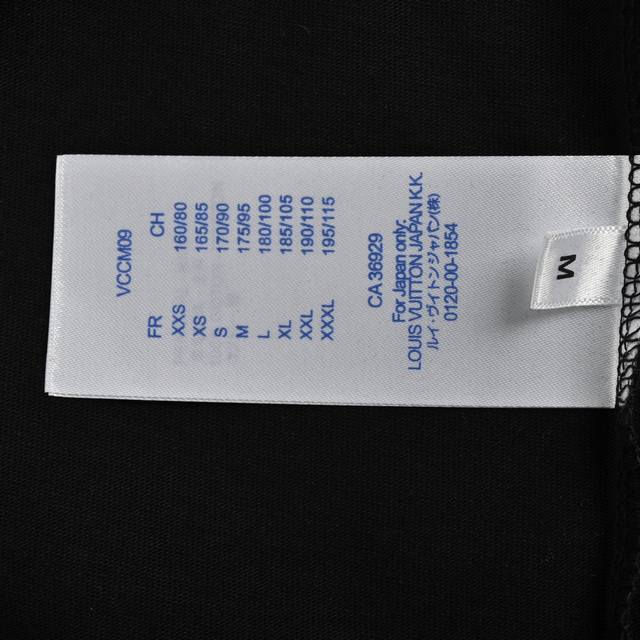 VCCM09
FR CH
XXS 160/80
XS 165/85
S 170/90
M 175/95
L 180/100
XL 185/105
XXL 190/110
XXXL 195/115
CA 36929
For Japan only:
LOUIS VUITTON JAPAN K.K.
ルイ・ヴィトンジャパン(株)
0120-00-1854
M